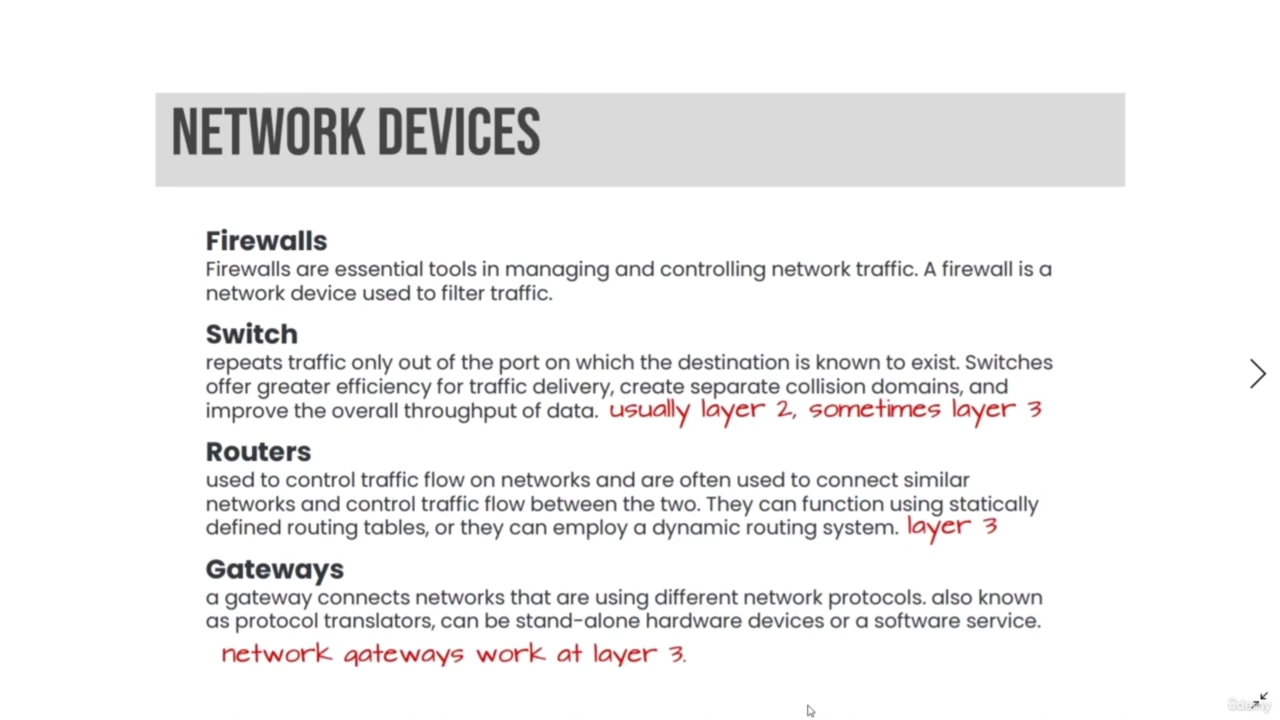 NETWORK DEVICES
Firewalls
Firewalls are essential tools in managing and controlling network traffic. A firewall is a
network device used to filter traffic.
Switch
repeats traffic only out of the port on which the destination is known to exist. Switches
offer greater efficiency for traffic delivery, create separate collision domains, and
improve the overall throughput of data. usually layer 2, sometimes layer 3
Routers
used to control traffic flow on networks and are often used to connect similar
networks and control traffic flow between the two. They can function using statically
defined routing tables, or they can employ a dynamic routing system. layer 3
Gateways
a gateway connects networks that are using different network protocols. also known
as protocol translators, can be stand-alone hardware devices or a software service.
network gateways work at layer 3.
ûdemy